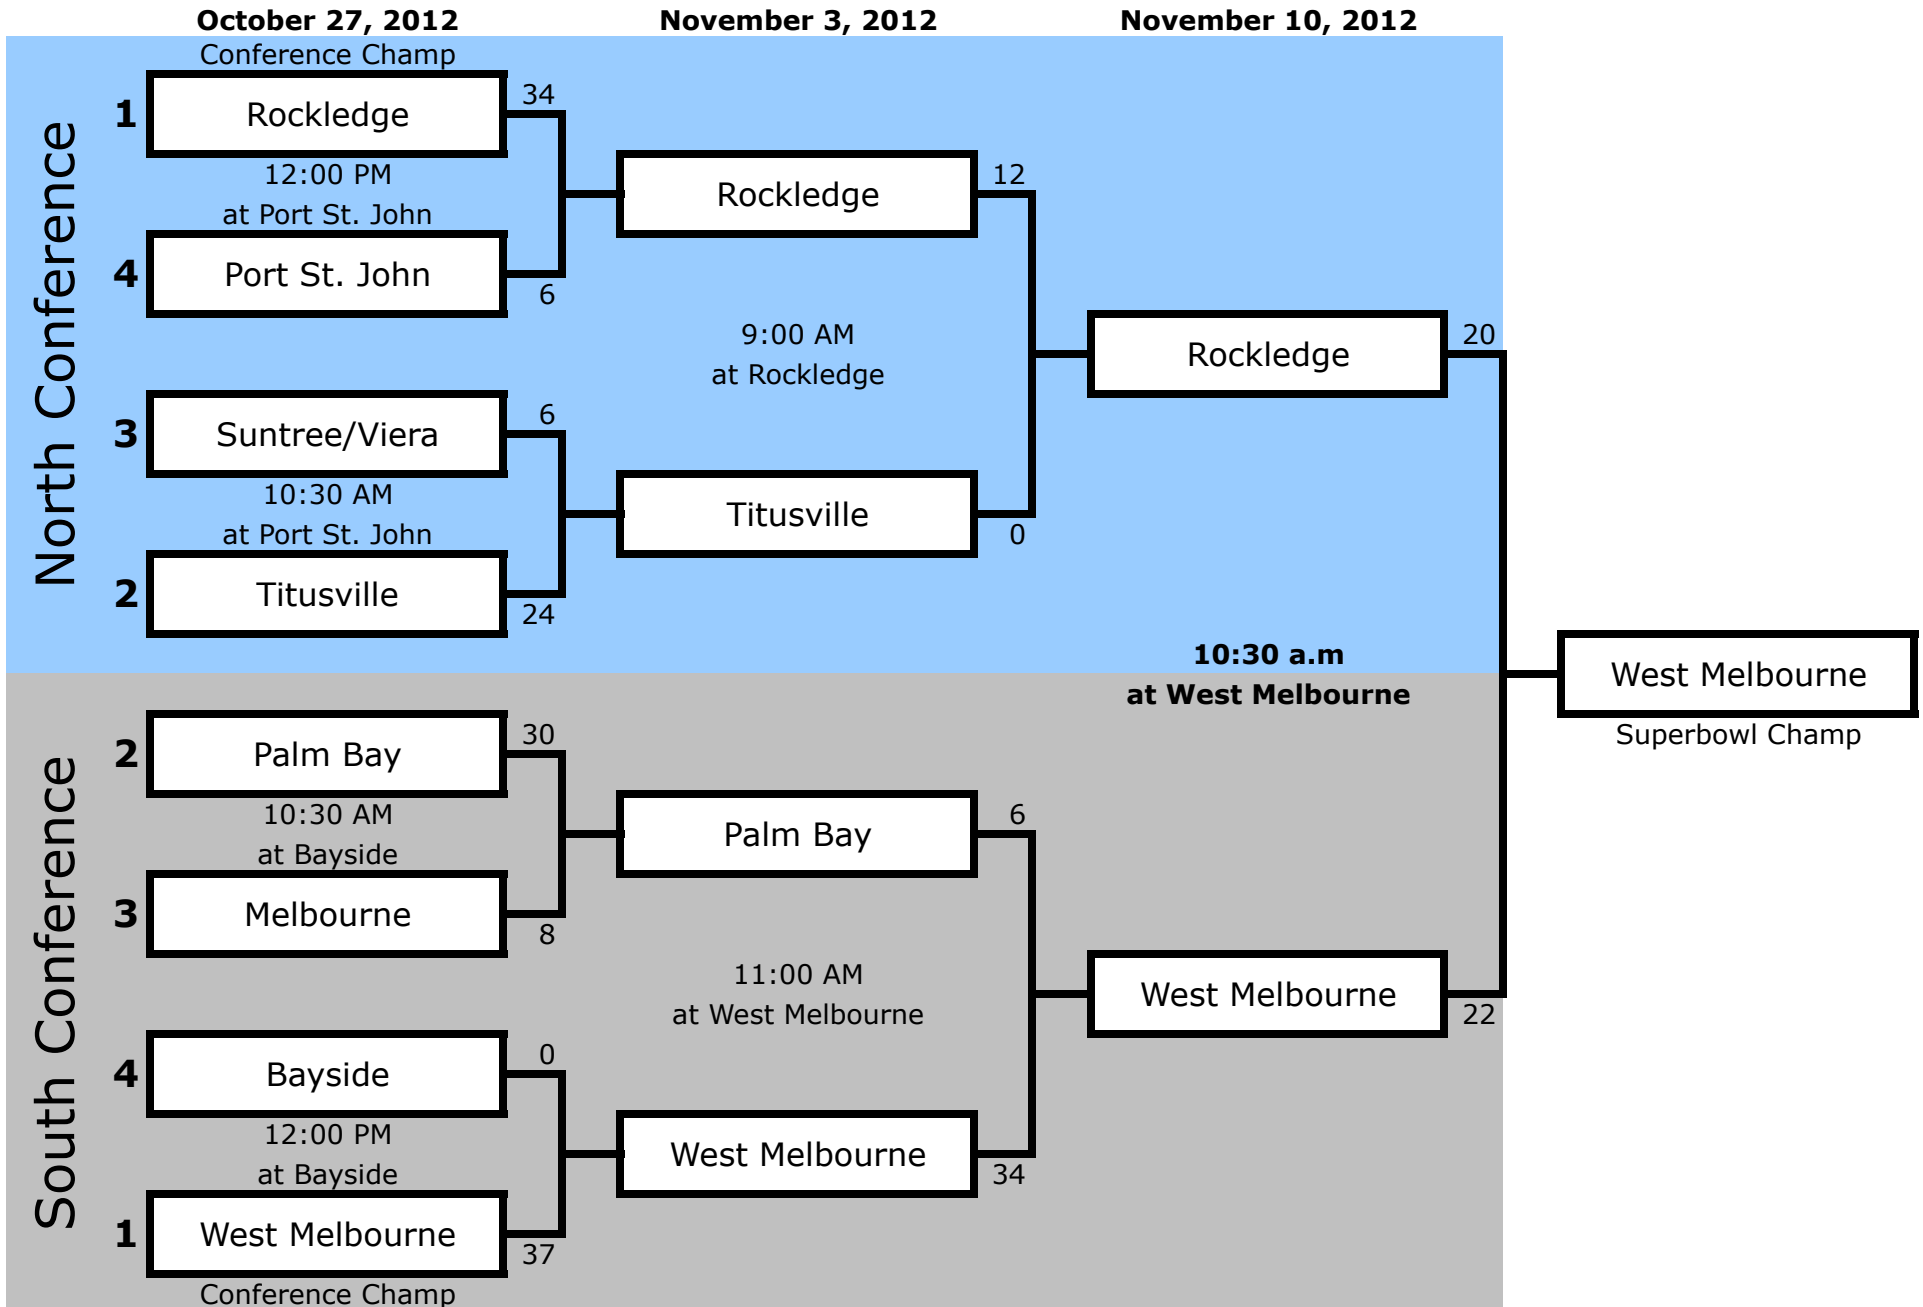 October 27, 2012
November 3, 2012
November 10, 2012
North Conference
Conference Champ
1
Rockledge
34
12:00 PM
at Port St. John
4
Port St. John
6
3
Suntree/Viera
6
10:30 AM
at Port St. John
2
Titusville
24
Rockledge
12
9:00 AM
at Rockledge
Titusville
0
Rockledge
20
10:30 a.m
at West Melbourne
West Melbourne
Superbowl Champ
South Conference
2
Palm Bay
30
10:30 AM
at Bayside
3
Melbourne
8
4
Bayside
0
12:00 PM
at Bayside
1
West Melbourne
37
Conference Champ
Palm Bay
6
11:00 AM
at West Melbourne
West Melbourne
34
West Melbourne
22